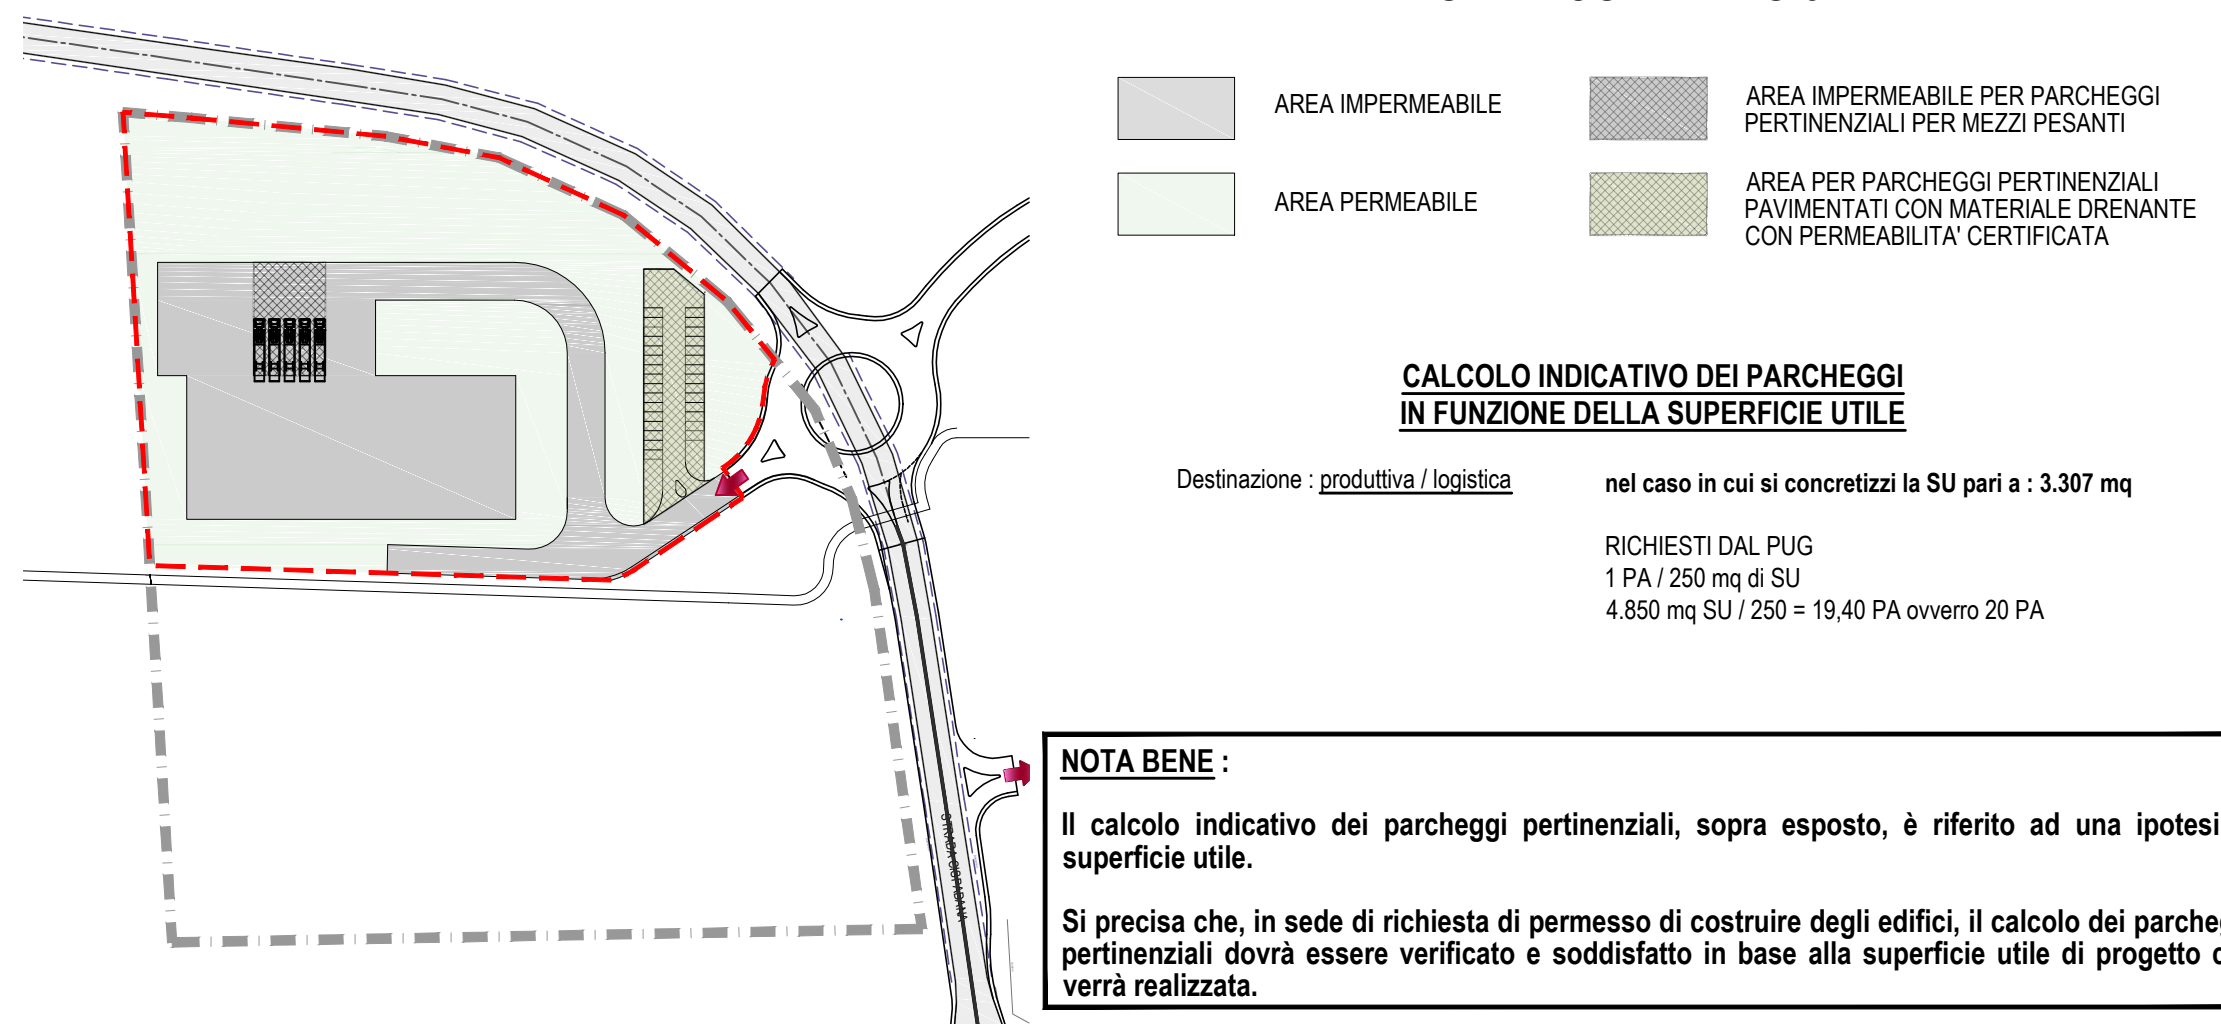 AREA IMPERMEABILE
AREA IMPERMEABILE PER PARCHEGGI
PERTINENZIALI PER MEZZI PESANTI
AREA PERMEABILE
AREA PER PARCHEGGI PERTINENZIALI
PAVIMENTATI CON MATERIALE DRENANTE
CON PERMEABILITA' CERTIFICATA
CALCOLO INDICATIVO DEI PARCHEGGI
IN FUNZIONE DELLA SUPERFICIE UTILE
Destinazione : produttiva / logistica
nel caso in cui si concretizzi la SU pari a : 3.307 mq
RICHIESTI DAL PUG
1 PA / 250 mq di SU
4.850 mq SU / 250 = 19,40 PA ovverro 20 PA
STRADA CISPADANA
NOTA BENE :
Il calcolo indicativo dei parcheggi pertinenziali, sopra esposto, è riferito ad una ipotesi
superficie utile.
Si precisa che, in sede di richiesta di permesso di costruire degli edifici, il calcolo dei
pertinenziali dovrà essere verificato e soddisfatto in base alla superficie utile di progetto
verrà realizzata.